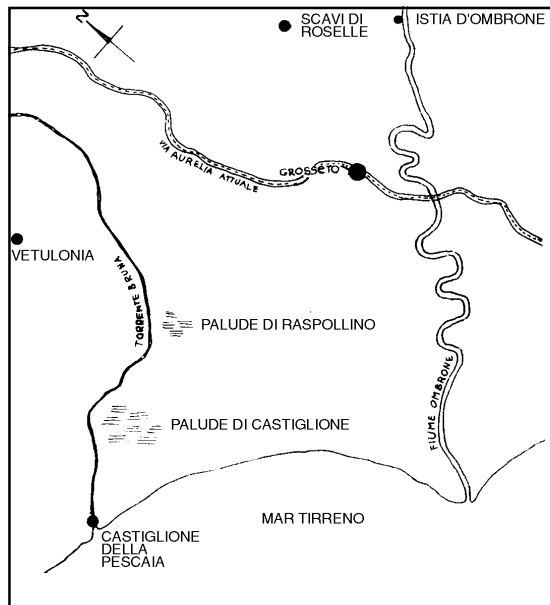 N
SCAVI DI
ROSELLE
ISTIA D'OMBRONE
VIA AURELIA ATTUALE
GROSSETO
VETULONIA
TORRENTE BRUNA
PALUDE DI RASPOLLINO
FIUME OMBRONE
PALUDE DI CASTIGLIONE
MAR TIRRENO
CASTIGLIONE
DELLA
PESCAIA